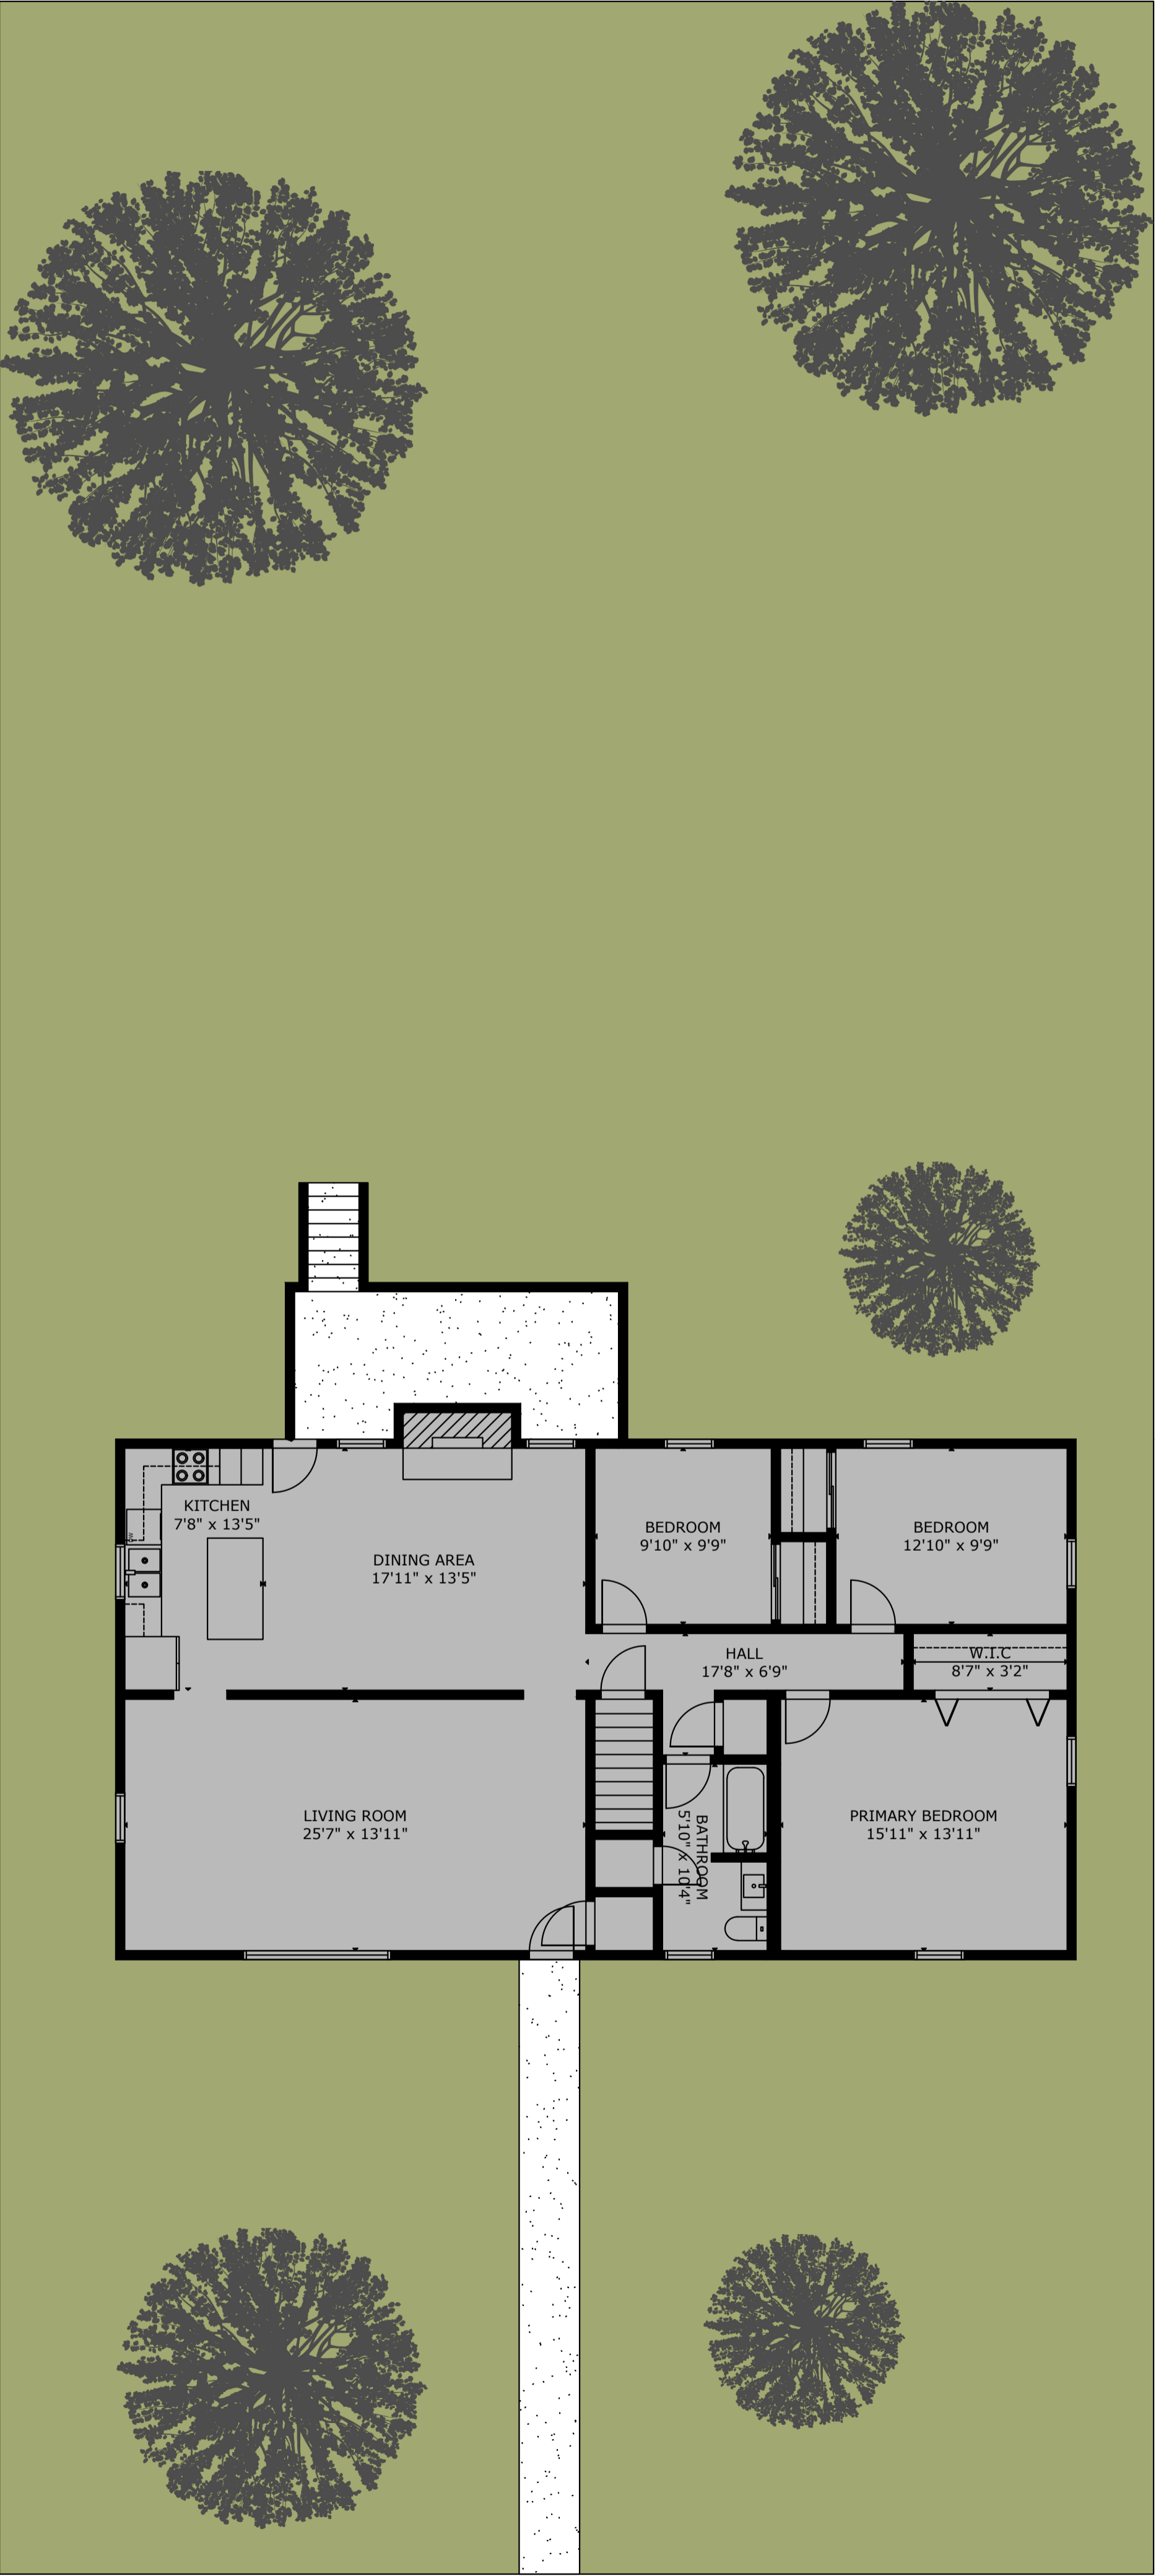 KITCHEN
7'8" x 13'5"
DINING AREA
17'11" x 13'5"
BEDROOM
9'10" x 9'9"
BEDROOM
12'10" x 9'9"
HALL
17'8" x 6'9"
W.I.C
8'7" x 3'2"
LIVING ROOM
25'7" x 13'11"
BATHROOM
5'10" x 10'4"
PRIMARY BEDROOM
15'11" x 13'11"